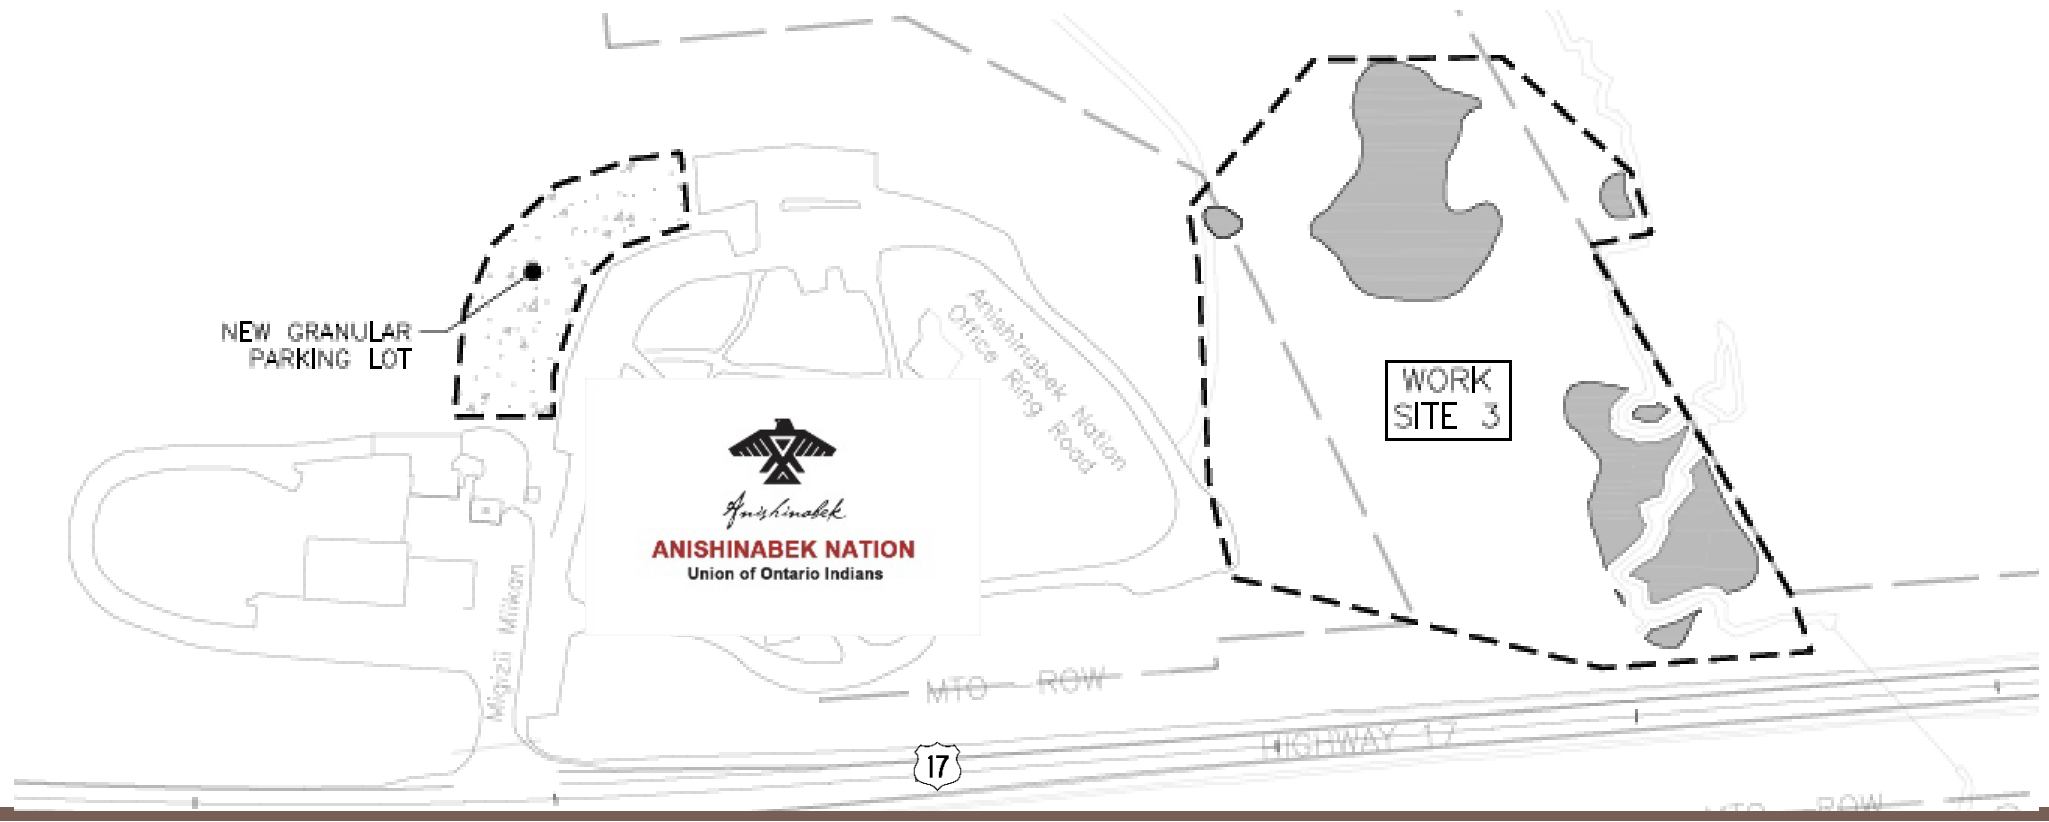 NEW GRANULAR
PARKING LOT
Anishinabek Nation
Office Ring Road
WORK
SITE 3
Anishinabek
ANISHINABEK NATION
Union of Ontario Indians
Migizii Miikan
MTO ROW
HIGHWAY 17
17
MTO ROW